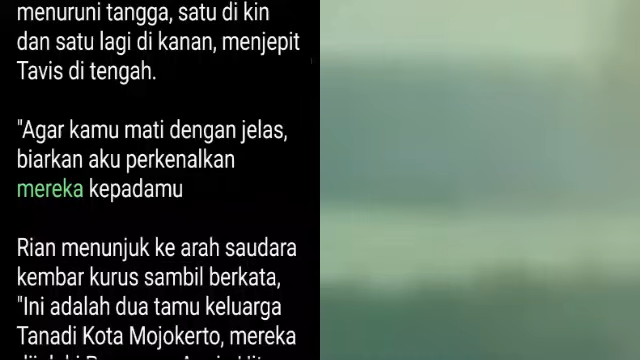 menuruni tangga, satu di kin
dan satu lagi di kanan, menjepit
Tavis di tengah.
"Agar kamu mati dengan jelas,
biarkan aku perkenalkan
mereka kepadamu
Rian menunjuk ke arah saudara
kembar kurus sambil berkata,
"Ini adalah dua tamu keluarga
Tanadi Kota Mojokerto, mereka